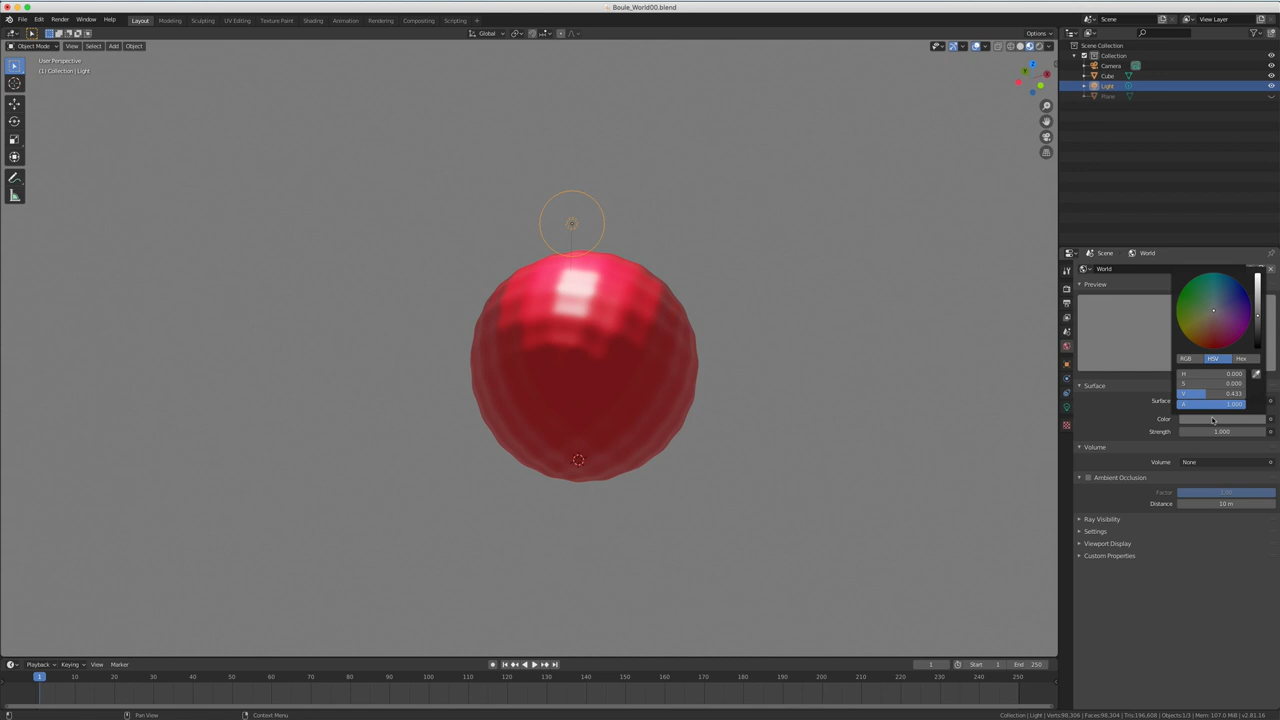 Boule_World00.blend
File Edit Render Window Help Layout Modeling Sculpting UV Editing Texture Paint Shading Animation Rendering Compositing Scripting Scene View Layer
Global Options
Object Mode View Select Add Object
Scene Collection
User Perspective
(1) Collection | Light
Collection
Camera
Cube
Light
Plane
Z
Y
X
Scene World
World
Preview
RGB HSV Hex
H 0.000
S 0.000
V 0.433
A 1.000
Surface
Surface
Color
Strength 1.000
Volume
Volume None
Ambient Occlusion
Factor 1.00
Distance 10 m
Ray Visibility
Settings
Viewport Display
Custom Properties
Playback Keying View Marker 1 Start 1 End 250
1 10 20 30 40 50 60 70 80 90 100 110 120 130 140 150 160 170 180 190 200 210 220 230 240 250
Pan View Context Menu Collection | Light | Verts:98,306 | Faces:98,304 | Tris:196,608 | Objects:1/3 | Mem: 107.0 MiB | v2.81.16